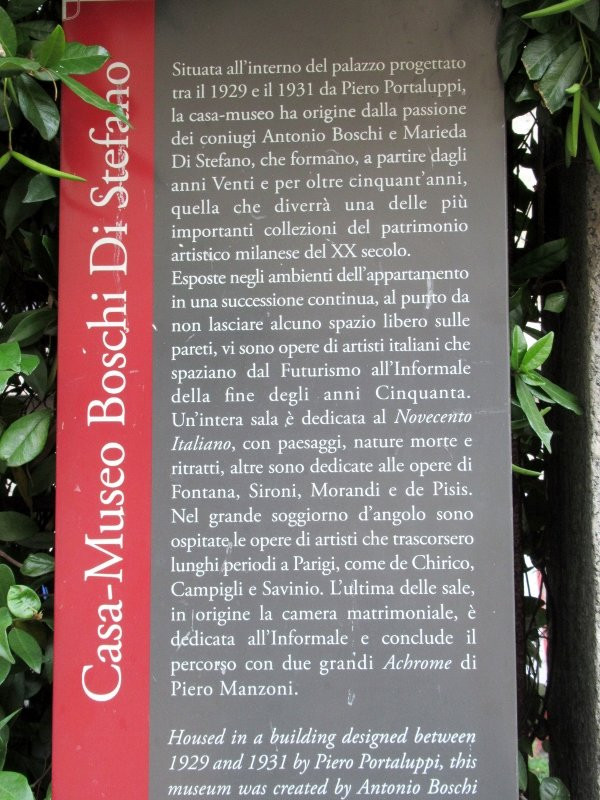 Casa-Museo Boschi Di Stefano
Situata all'interno del palazzo progettato
tra il 1929 e il 1931 da Piero Portaluppi,
la casa-museo ha origine dalla passione
dei coniugi Antonio Boschi e Marieda
Di Stefano, che formano, a partire dagli
anni Venti e per oltre cinquant'anni,
quella che diverrà una delle più
importanti collezioni del patrimonio
artistico milanese del XX secolo.
Esposte negli ambienti dell'appartamento
in una successione continua, al punto da
non lasciare alcuno spazio libero sulle
pareti, vi sono opere di artisti italiani che
spaziano dal Futurismo all'Informale
della fine degli anni Cinquanta.
Un'intera sala è dedicata al Novecento
Italiano, con paesaggi, nature morte e
ritratti, altre sono dedicate alle opere di
Fontana, Sironi, Morandi e de Pisis.
Nel grande soggiorno d'angolo sono
ospitate le opere di artisti che trascorsero
lunghi periodi a Parigi, come de Chirico,
Campigli e Savinio. L'ultima delle sale,
in origine la camera matrimoniale, è
dedicata all'Informale e conclude il
percorso con due grandi Achrome di
Piero Manzoni.
Housed in a building designed between
1929 and 1931 by Piero Portaluppi, this
museum was created by Antonio Boschi